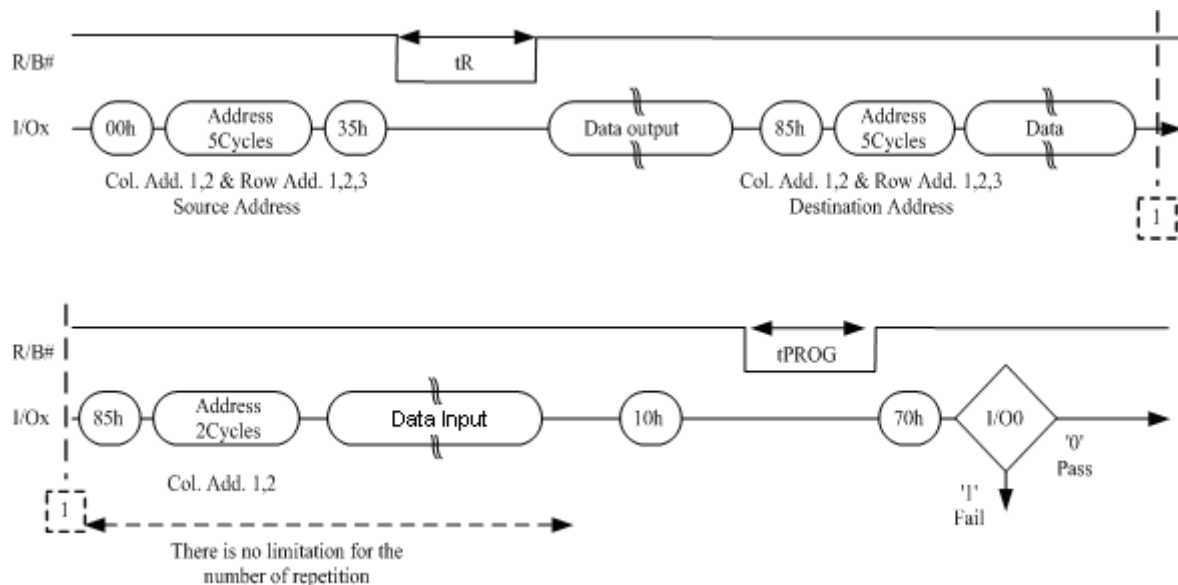 R/B#
tR
I/Ox
00h
Address
5Cycles
35h
Data output
85h
Address
5Cycles
Data
Col. Add. 1,2 & Row Add. 1,2,3
Source Address
Col. Add. 1,2 & Row Add. 1,2,3
Destination Address
1
R/B#
tPROG
I/Ox
85h
Address
2Cycles
Data Input
10h
70h
I/O0
'0'
Pass
'1'
Fail
Col. Add. 1,2
1
There is no limitation for the
number of repetition